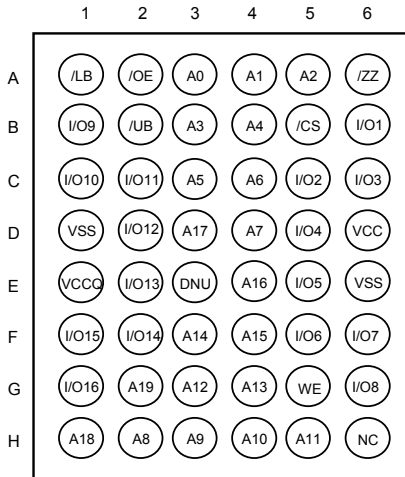 1 2 3 4 5 6
A /LB /OE A0 A1 A2 /ZZ
B I/O9 /UB A3 A4 /CS I/O1
C I/O10 I/O11 A5 A6 I/O2 I/O3
D VSS I/O12 A17 A7 I/O4 VCC
E VCCQ I/O13 DNU A16 I/O5 VSS
F I/O15 I/O14 A14 A15 I/O6 I/O7
G I/O16 A19 A12 A13 WE I/O8
H A18 A8 A9 A10 A11 NC